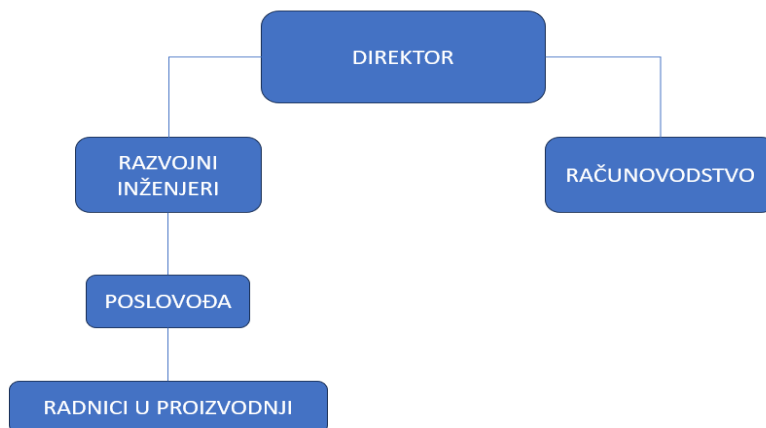 DIREKTOR
RAZVOJNI
INŽENJERI
RAČUNOVODSTVO
POSLOVOĐA
RADNICI U PROIZVODNJI